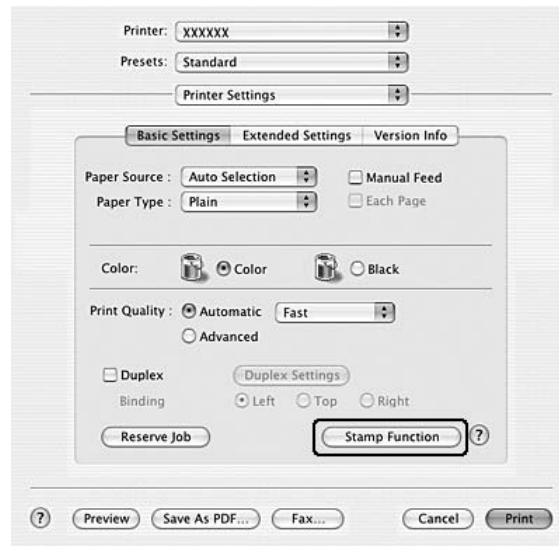 Printer: XXXXXX
Presets: Standard
Printer Settings
Basic Settings Extended Settings Version Info
Paper Source : Auto Selection Manual Feed
Paper Type : Plain Each Page
Color: Color Black
Print Quality : Automatic Fast
Advanced
Duplex Duplex Settings
Binding Left Top Right
Reserve Job Stamp Function ?
? Preview Save As PDF... Fax... Cancel Print